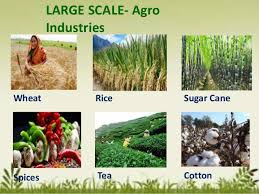 LARGE SCALE- Agro
Industries
Wheat
Rice
Sugar Cane
Spices
Tea
Cotton